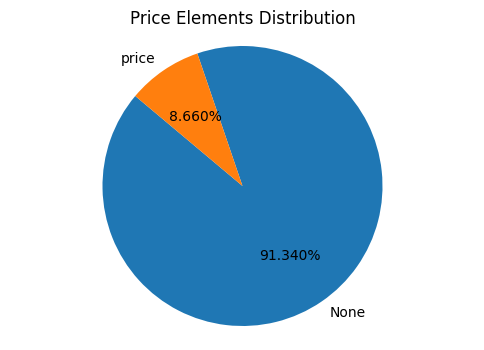 Price Elements Distribution
price
8.660%
91.340%
None